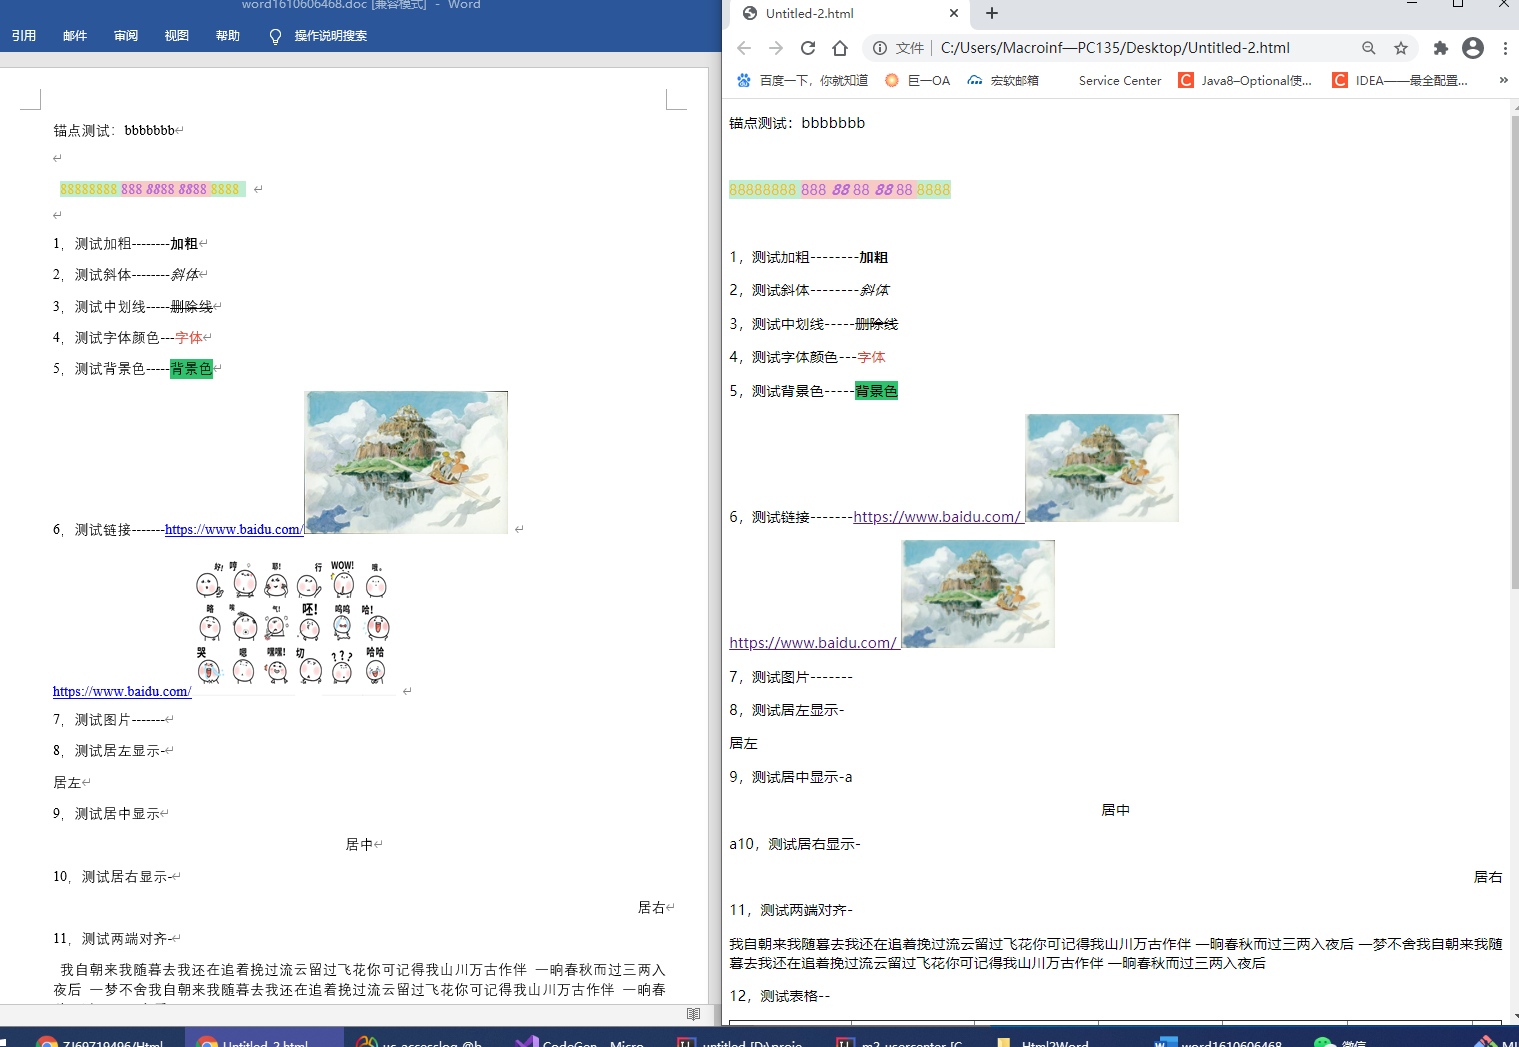 word1610606468.doc [兼容模式] - Word
引用 邮件 审阅 视图 帮助 操作说明搜索
锚点测试：bbbbbbb
88888888 888 8888 8888 8888
1，测试加粗--------加粗
2，测试斜体--------斜体
3，测试中划线-----删除线
4，测试字体颜色---字体
5，测试背景色-----背景色
6，测试链接-------https://www.baidu.com/
好! 哼 耶! 行 WOW! 哦。
略 气! 呸! 呜呜 哈!
哭 嗯 嘿嘿! 切 ??? 哈哈
https://www.baidu.com/
7，测试图片-------
8，测试居左显示-
居左
9，测试居中显示
居中
10，测试居右显示-
居右
11，测试两端对齐-
我自朝来我随暮去我还在追着挽过流云留过飞花你可记得我山川万古作伴 一晌春秋而过三两入
夜后 一梦不舍我自朝来我随暮去我还在追着挽过流云留过飞花你可记得我山川万古作伴 一晌春
Untitled-2.html
文件 C:/Users/Macroinf—PC135/Desktop/Untitled-2.html
百度一下，你就知道 巨一OA 宏软邮箱 Service Center Java8–Optional使... IDEA——最全配置... »
锚点测试：bbbbbbb
88888888 888 88 88 88 88 8888
1，测试加粗--------加粗
2，测试斜体--------斜体
3，测试中划线-----删除线
4，测试字体颜色---字体
5，测试背景色-----背景色
6，测试链接-------https://www.baidu.com/
https://www.baidu.com/
7，测试图片-------
8，测试居左显示-
居左
9，测试居中显示-a
居中
a10，测试居右显示-
居右
11，测试两端对齐-
我自朝来我随暮去我还在追着挽过流云留过飞花你可记得我山川万古作伴 一晌春秋而过三两入夜后 一梦不舍我自朝来我随
暮去我还在追着挽过流云留过飞花你可记得我山川万古作伴 一晌春秋而过三两入夜后
12，测试表格--
ZJ69719496/Html Untitled-2.html uc-accesslog @h CodeGen - Micro untitled [D:\proje m2-usercenter [C Html2Word word1610606468 微信